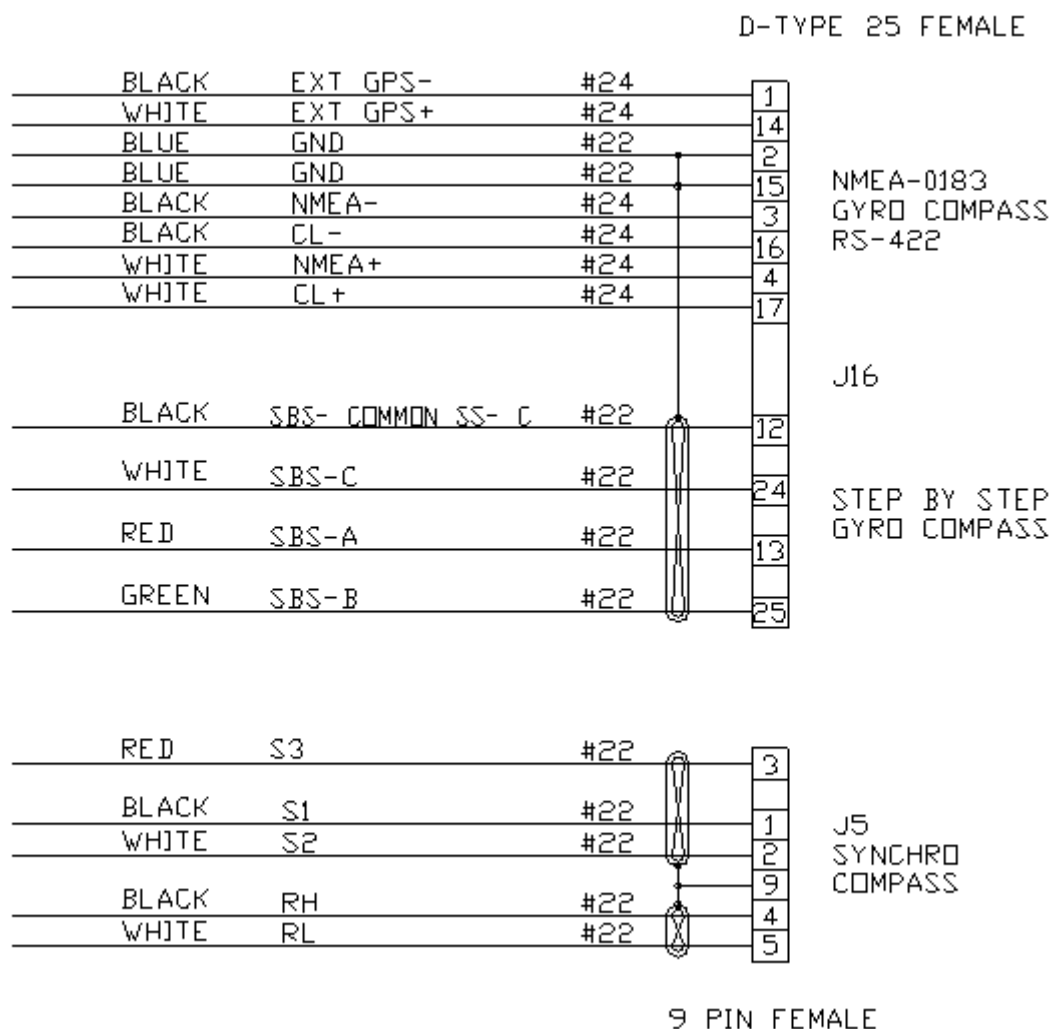 D-TYPE 25 FEMALE
BLACK EXT GPS- #24 1
WHITE EXT GPS+ #24 14
BLUE GND #22 2
BLUE GND #22 15
BLACK NMEA- #24 3
BLACK CL- #24 16
WHITE NMEA+ #24 4
WHITE CL+ #24 17
NMEA-0183
GYRO COMPASS
RS-422
J16
BLACK SBS- COMMON SS- C #22 12
WHITE SBS-C #22 24
RED SBS-A #22 13
GREEN SBS-B #22 25
STEP BY STEP
GYRO COMPASS
RED S3 #22 3
BLACK S1 #22 1
WHITE S2 #22 2
9
BLACK RH #22 4
WHITE RL #22 5
J5
SYNCHRO
COMPASS
9 PIN FEMALE